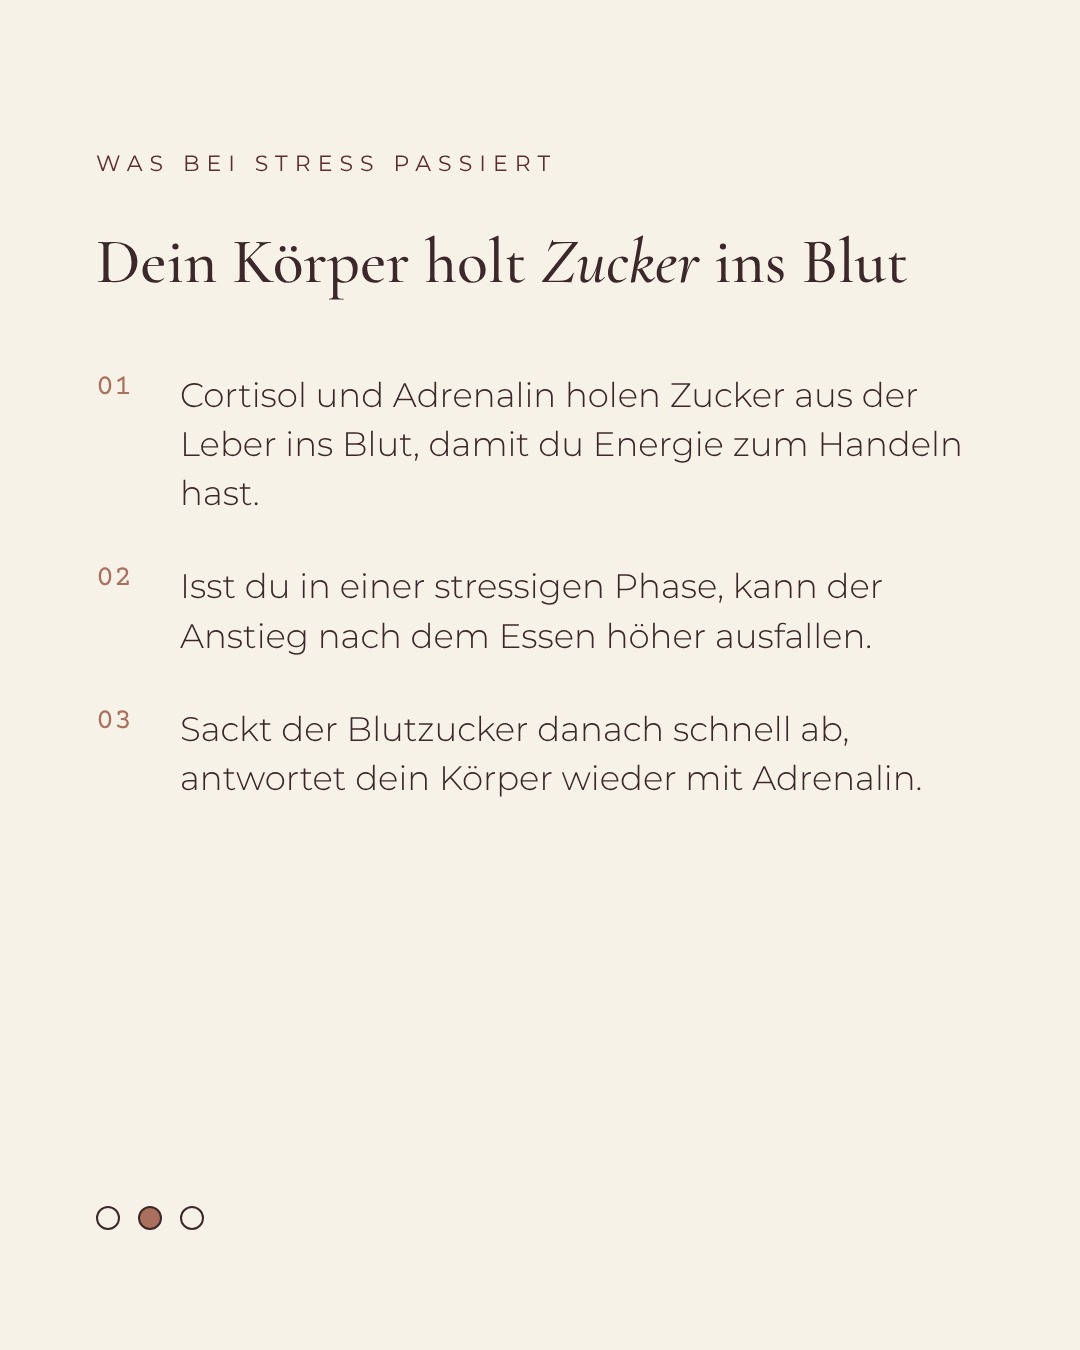 WAS BEI STRESS PASSIERT
Dein Körper holt Zucker ins Blut
01 Cortisol und Adrenalin holen Zucker aus der
Leber ins Blut, damit du Energie zum Handeln
hast.
02 Isst du in einer stressigen Phase, kann der
Anstieg nach dem Essen höher ausfallen.
03 Sackt der Blutzucker danach schnell ab,
antwortet dein Körper wieder mit Adrenalin.